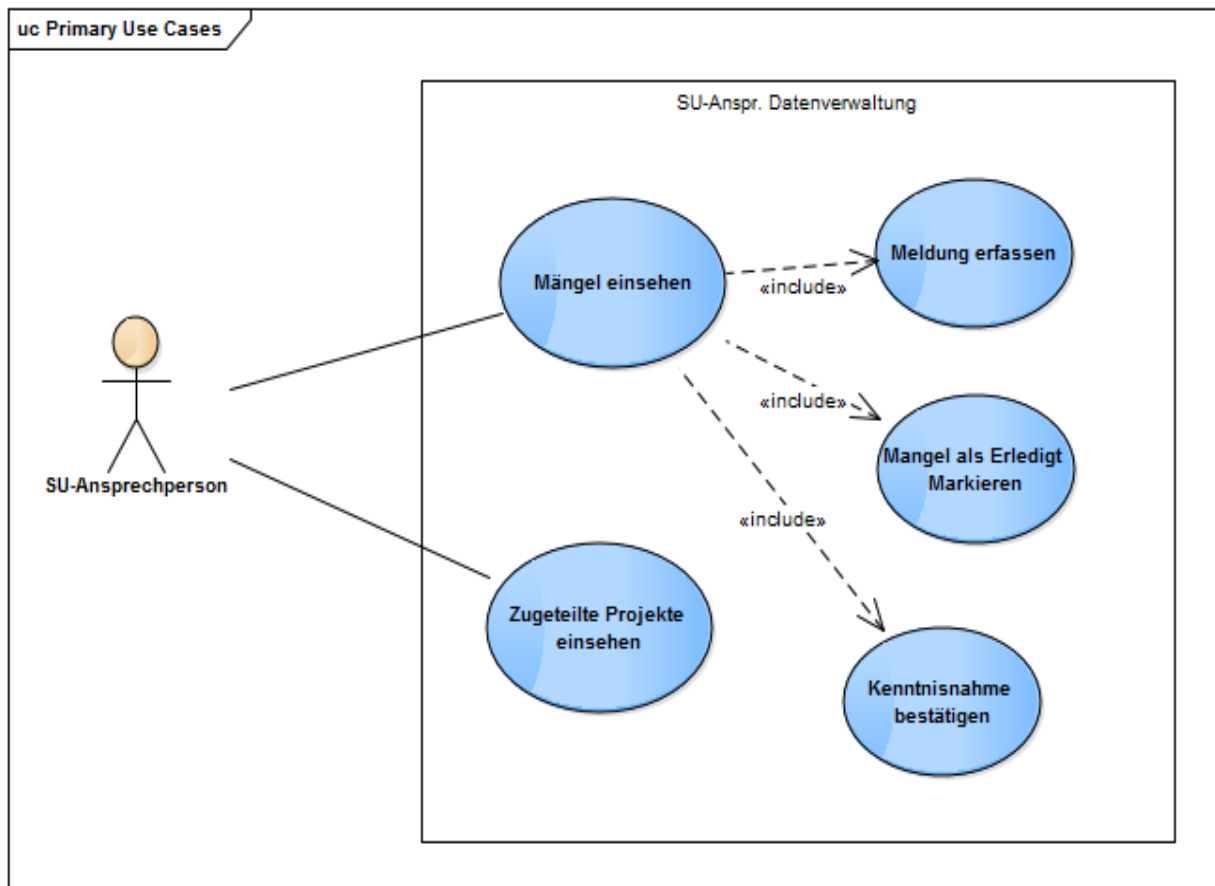 uc Primary Use Cases
SU-Anspr. Datenverwaltung
Mängel einsehen
Meldung erfassen
«include»
Mangel als Erledigt
Markieren
«include»
SU-Ansprechperson
«include»
Zugeteilte Projekte
einsehen
Kenntnisnahme
bestätigen